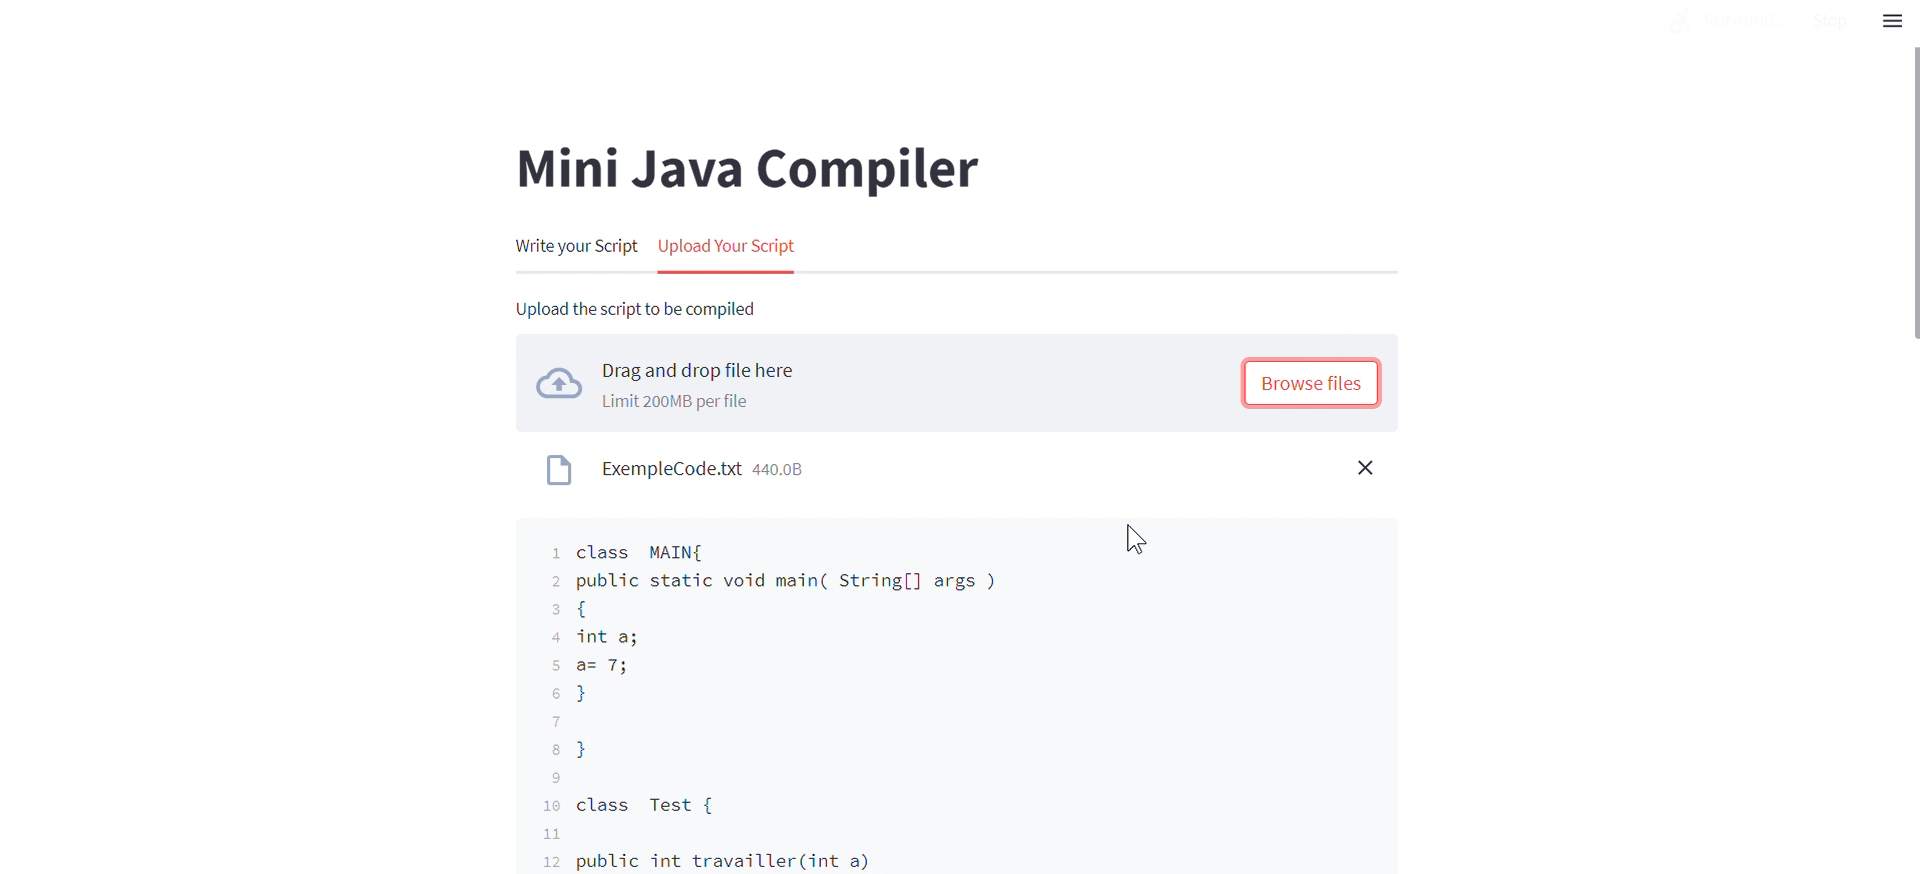 Stop
Mini Java Compiler
Write your Script Upload Your Script
Upload the script to be compiled
Drag and drop file here
Limit 200MB per file
Browse files
ExempleCode.txt 440.0B
1 class  MAIN{
2 public static void main( String[] args )
3 {
4 int a;
5 a= 7;
6 }
7
8 }
9
10 class  Test {
11
12 public int travailler(int a)